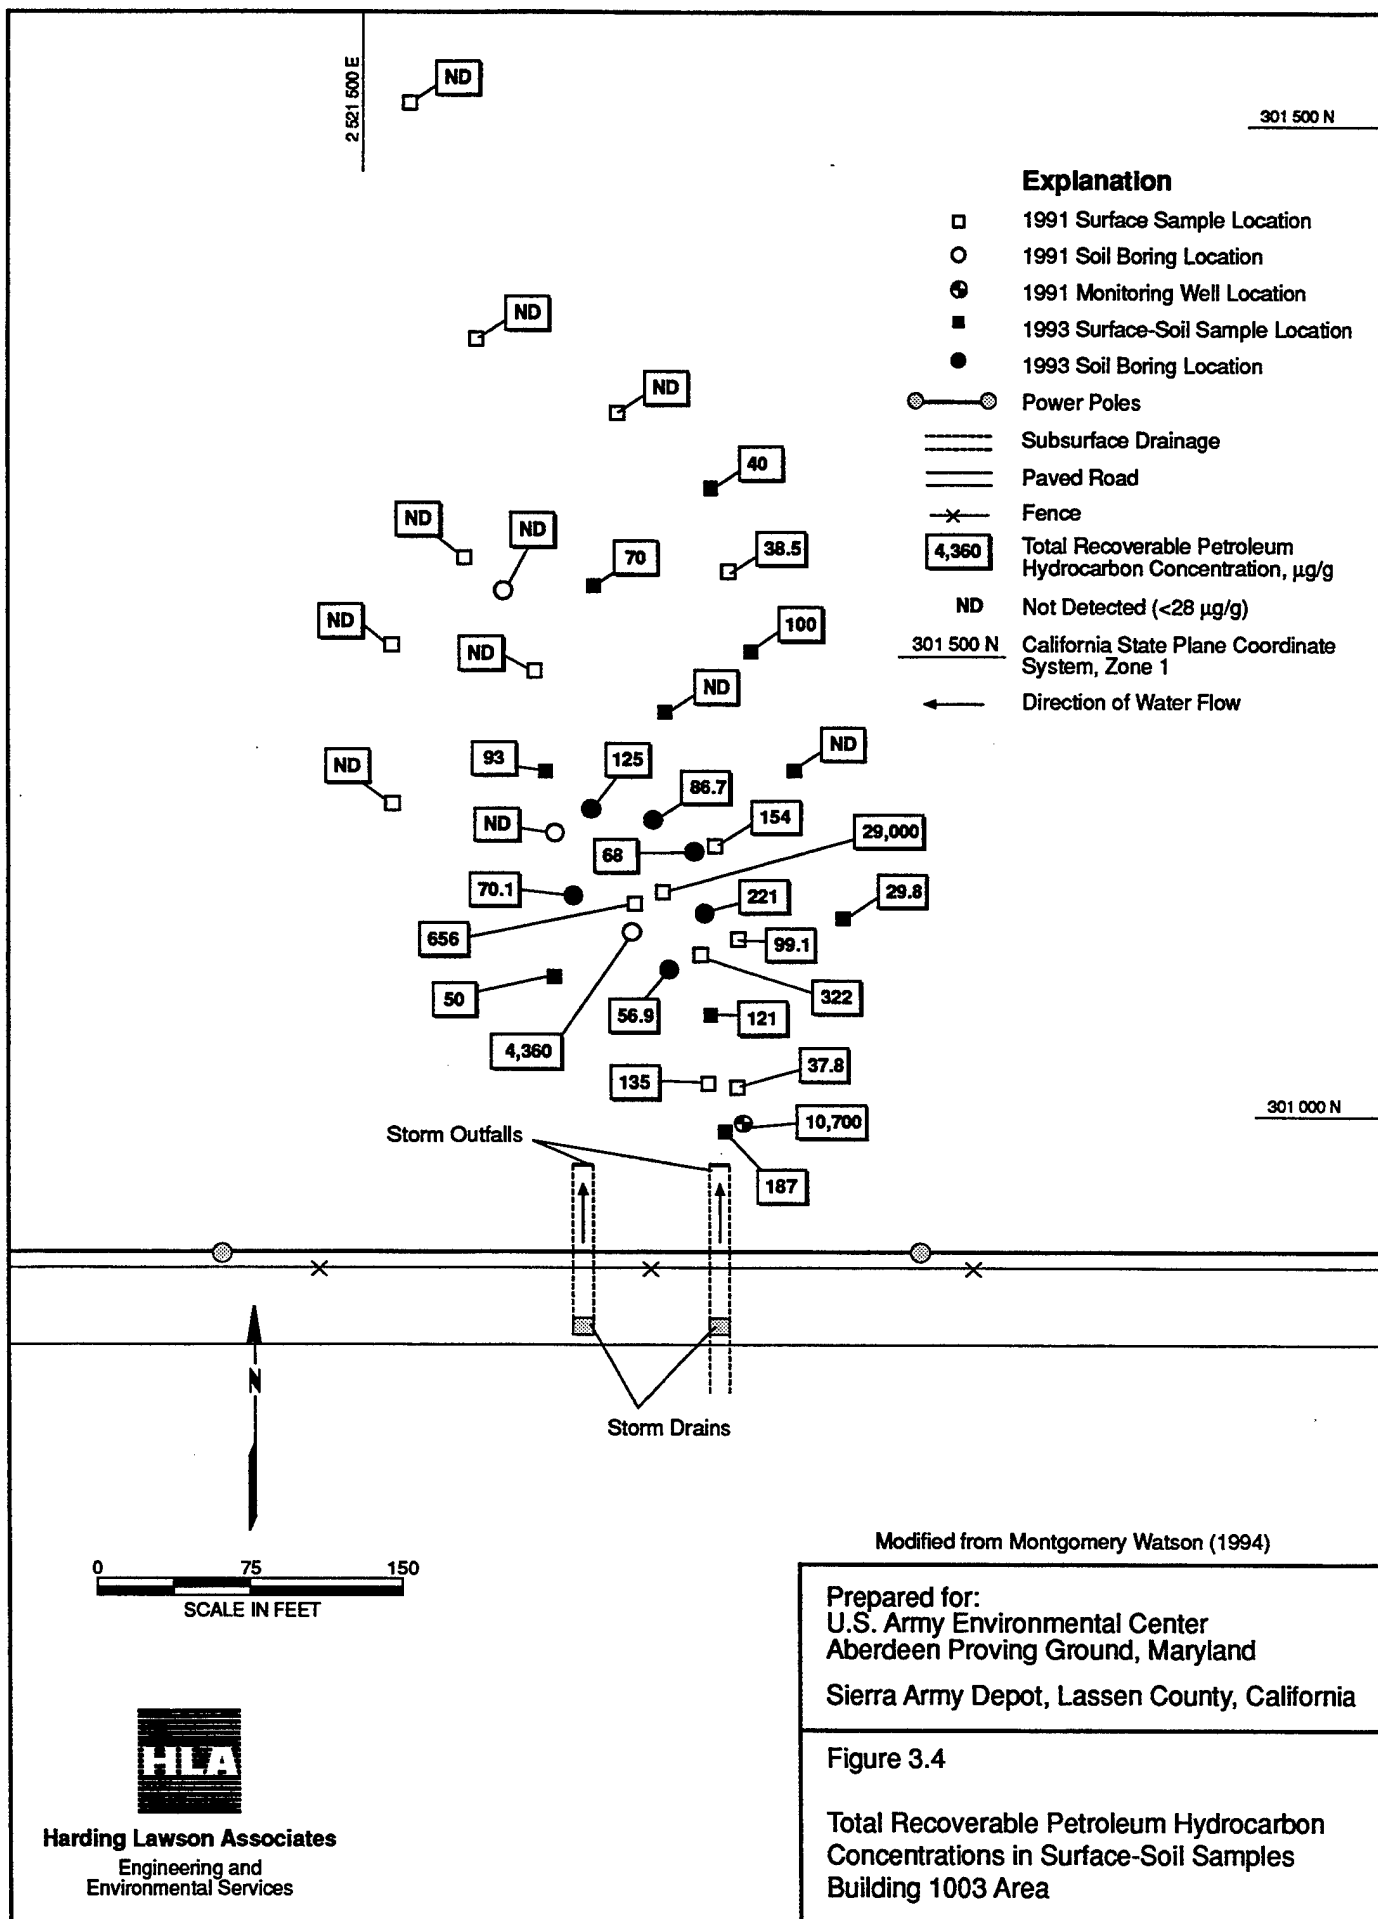 2 521 500 E
ND
301 500 N
Explanation
1991 Surface Sample Location
1991 Soil Boring Location
1991 Monitoring Well Location
1993 Surface-Soil Sample Location
1993 Soil Boring Location
Power Poles
Subsurface Drainage
Paved Road
Fence
4,360 Total Recoverable Petroleum
Hydrocarbon Concentration, µg/g
ND Not Detected (<28 µg/g)
301 500 N California State Plane Coordinate
System, Zone 1
Direction of Water Flow
ND
ND
40
ND
ND
70
38.5
ND
ND
100
ND
ND
93
125
ND
86.7
ND
154
29,000
68
70.1
221
29.8
656
99.1
50
56.9
322
121
4,360
135
37.8
301 000 N
10,700
187
Storm Outfalls
N
Storm Drains
0 75 150
SCALE IN FEET
Modified from Montgomery Watson (1994)
Prepared for:
U.S. Army Environmental Center
Aberdeen Proving Ground, Maryland
Sierra Army Depot, Lassen County, California
HLA
Harding Lawson Associates
Engineering and
Environmental Services
Figure 3.4
Total Recoverable Petroleum Hydrocarbon
Concentrations in Surface-Soil Samples
Building 1003 Area